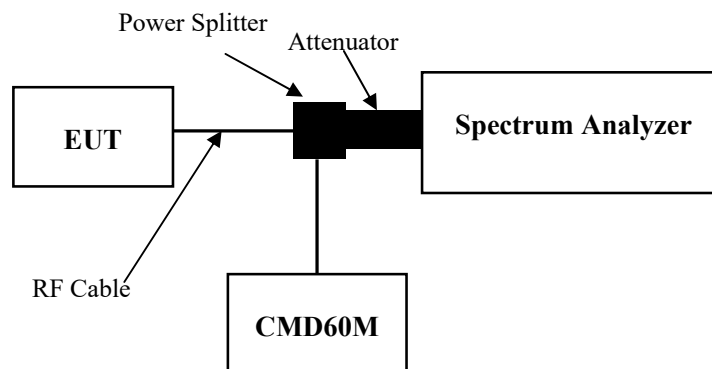 Power Splitter
Attenuator
EUT
Spectrum Analyzer
RF Cable
CMD60M